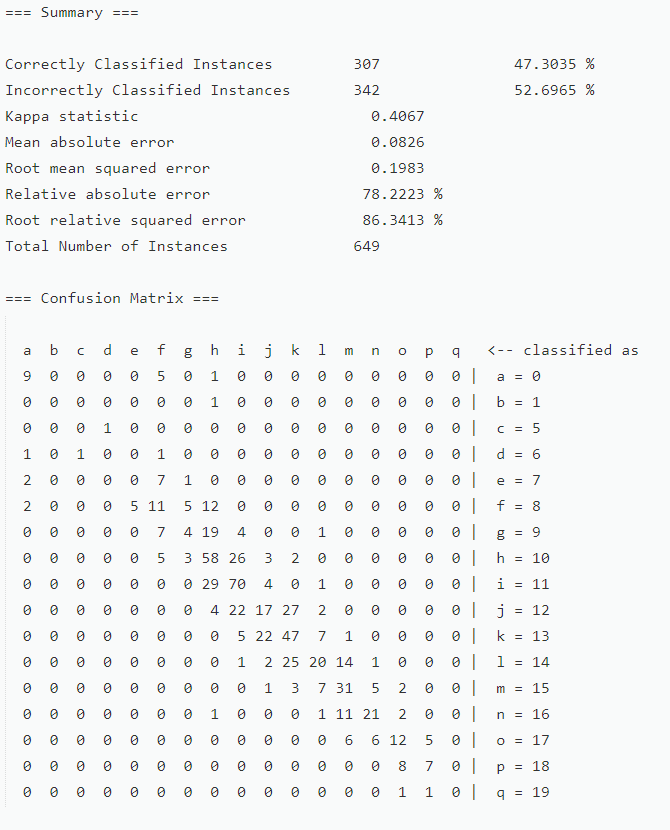 === Summary ===
Correctly Classified Instances 307 47.3035 %
Incorrectly Classified Instances 342 52.6965 %
Kappa statistic 0.4067
Mean absolute error 0.0826
Root mean squared error 0.1983
Relative absolute error 78.2223 %
Root relative squared error 86.3413 %
Total Number of Instances 649
=== Confusion Matrix ===
a b c d e f g h i j k l m n o p q <-- classified as
9 0 0 0 0 5 0 1 0 0 0 0 0 0 0 0 0 | a = 0
0 0 0 0 0 0 0 1 0 0 0 0 0 0 0 0 0 | b = 1
0 0 0 1 0 0 0 0 0 0 0 0 0 0 0 0 0 | c = 5
1 0 1 0 0 1 0 0 0 0 0 0 0 0 0 0 0 | d = 6
2 0 0 0 0 7 1 0 0 0 0 0 0 0 0 0 0 | e = 7
2 0 0 0 5 11 5 12 0 0 0 0 0 0 0 0 0 | f = 8
0 0 0 0 0 7 4 19 4 0 0 1 0 0 0 0 0 | g = 9
0 0 0 0 0 5 3 58 26 3 2 0 0 0 0 0 0 | h = 10
0 0 0 0 0 0 0 29 70 4 0 1 0 0 0 0 0 | i = 11
0 0 0 0 0 0 0 4 22 17 27 2 0 0 0 0 0 | j = 12
0 0 0 0 0 0 0 0 5 22 47 7 1 0 0 0 0 | k = 13
0 0 0 0 0 0 0 0 1 2 25 20 14 1 0 0 0 | l = 14
0 0 0 0 0 0 0 0 0 1 3 7 31 5 2 0 0 | m = 15
0 0 0 0 0 0 0 1 0 0 0 1 11 21 2 0 0 | n = 16
0 0 0 0 0 0 0 0 0 0 0 0 6 6 12 5 0 | o = 17
0 0 0 0 0 0 0 0 0 0 0 0 0 0 8 7 0 | p = 18
0 0 0 0 0 0 0 0 0 0 0 0 0 0 1 1 0 | q = 19